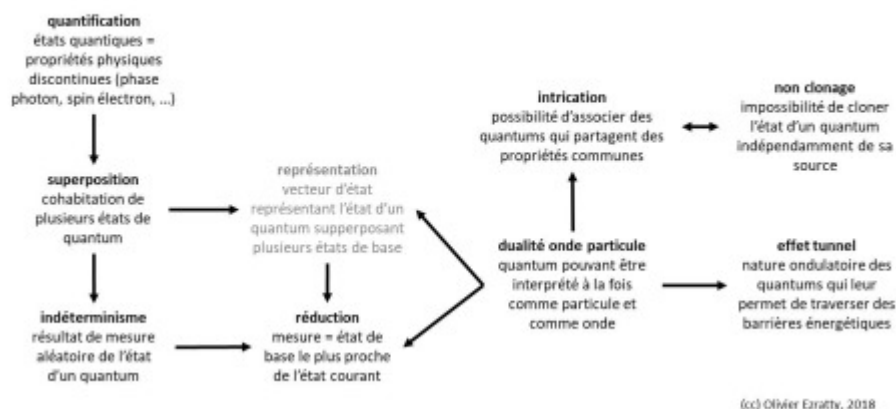 quantification
états quantiques =
propriétés physiques
discontinues (phase
photon, spin électron, ...)
superposition
cohabitation de
plusieurs états de
quantum
indéterminisme
résultat de mesure
aléatoire de l'état
d'un quantum
représentation
vecteur d'état
représentant l'état d'un
quantum supperposant
plusieurs états de base
réduction
mesure = état de
base le plus proche
de l'état courant
intrication
possibilité d'associer des
quantums qui partagent des
propriétés communes
dualité onde particule
quantum pouvant être
interprété à la fois
comme particule et
comme onde
non clonage
impossibilité de cloner
l'état d'un quantum
indépendamment de sa
source
effet tunnel
nature ondulatoire des
quantums qui leur
permet de traverser des
barrières énergétiques
(cc) Olivier Ezratty, 2018